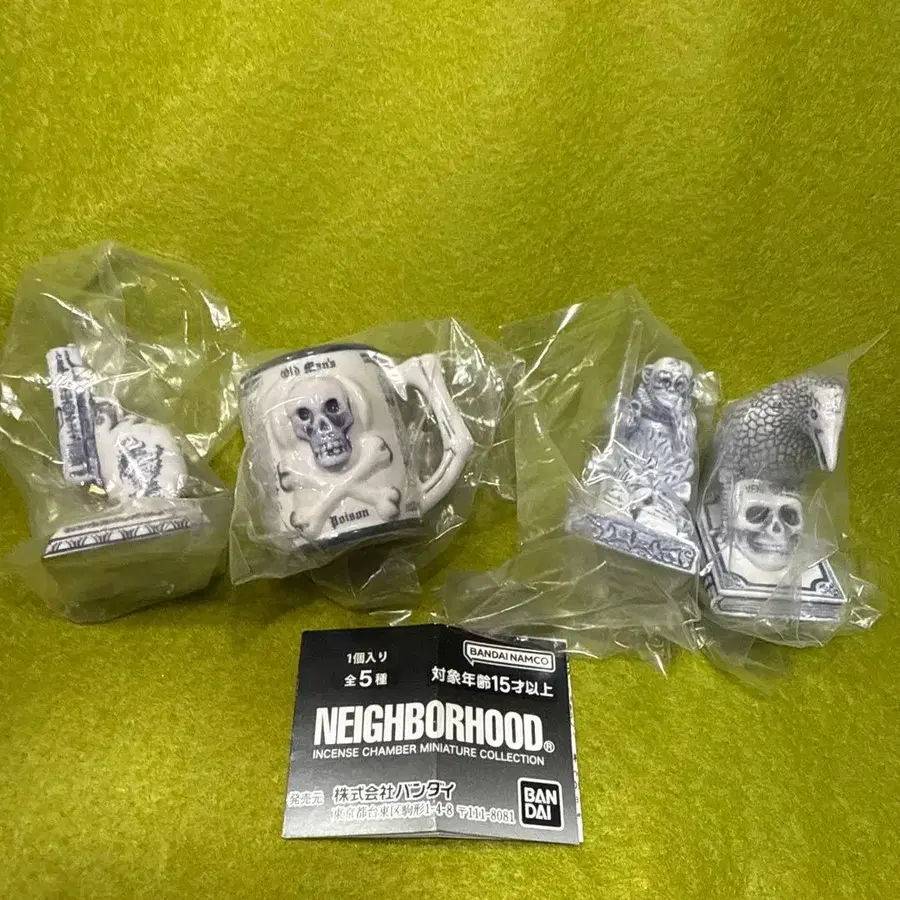 Old Man's
Poison
BANDAI NAMCO
1個入り
全5種
対象年齢15才以上
NEIGHBORHOOD®
INCENSE CHAMBER MINIATURE COLLECTION
発売元 株式会社バンダイ
東京都台東区駒形1-4-8 〒111-8081
BAN
DAI